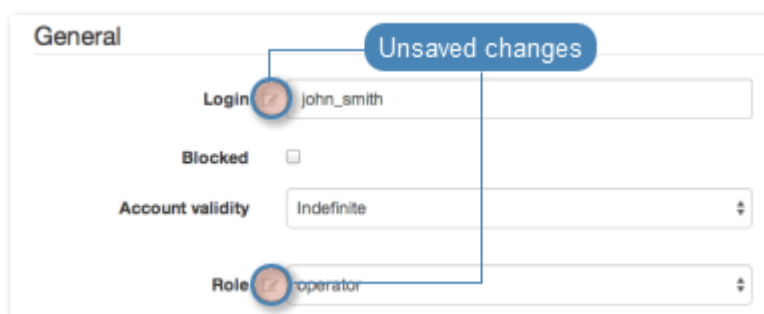 General
Unsaved changes
Login john_smith
Blocked
Account validity Indefinite
Role operator